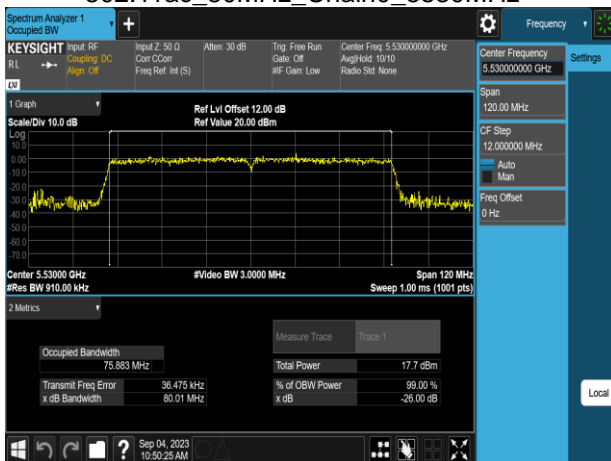 Spectrum Analyzer 1
Occupied BW
+
Frequency
KEYSIGHT
RL
LXI
Input: RF
Coupling: DC
Align: Off
Input Z: 50 Ω
Corr CCorr
Freq Ref: Int (S)
Atten: 30 dB
Trig: Free Run
Gate: Off
#IF Gain: Low
Center Freq: 5.530000000 GHz
Avg|Hold: 10/10
Radio Std: None
Center Frequency
5.530000000 GHz
Settings
Span
120.00 MHz
CF Step
12.000000 MHz
Auto
Man
Freq Offset
0 Hz
1 Graph
Scale/Div 10.0 dB
Ref Lvl Offset 12.00 dB
Ref Value 20.00 dBm
Log
10.0
0.00
-10.0
-20.0
-30.0
-40.0
-50.0
-60.0
-70.0
Center 5.53000 GHz
#Res BW 910.00 kHz
#Video BW 3.0000 MHz
Span 120 MHz
Sweep 1.00 ms (1001 pts)
2 Metrics
Measure Trace
Trace 1
Occupied Bandwidth
75.883 MHz
Total Power
17.7 dBm
Transmit Freq Error
36.475 kHz
% of OBW Power
99.00 %
x dB Bandwidth
80.01 MHz
x dB
-26.00 dB
Local
?
Sep 04, 2023
10:50:25 AM